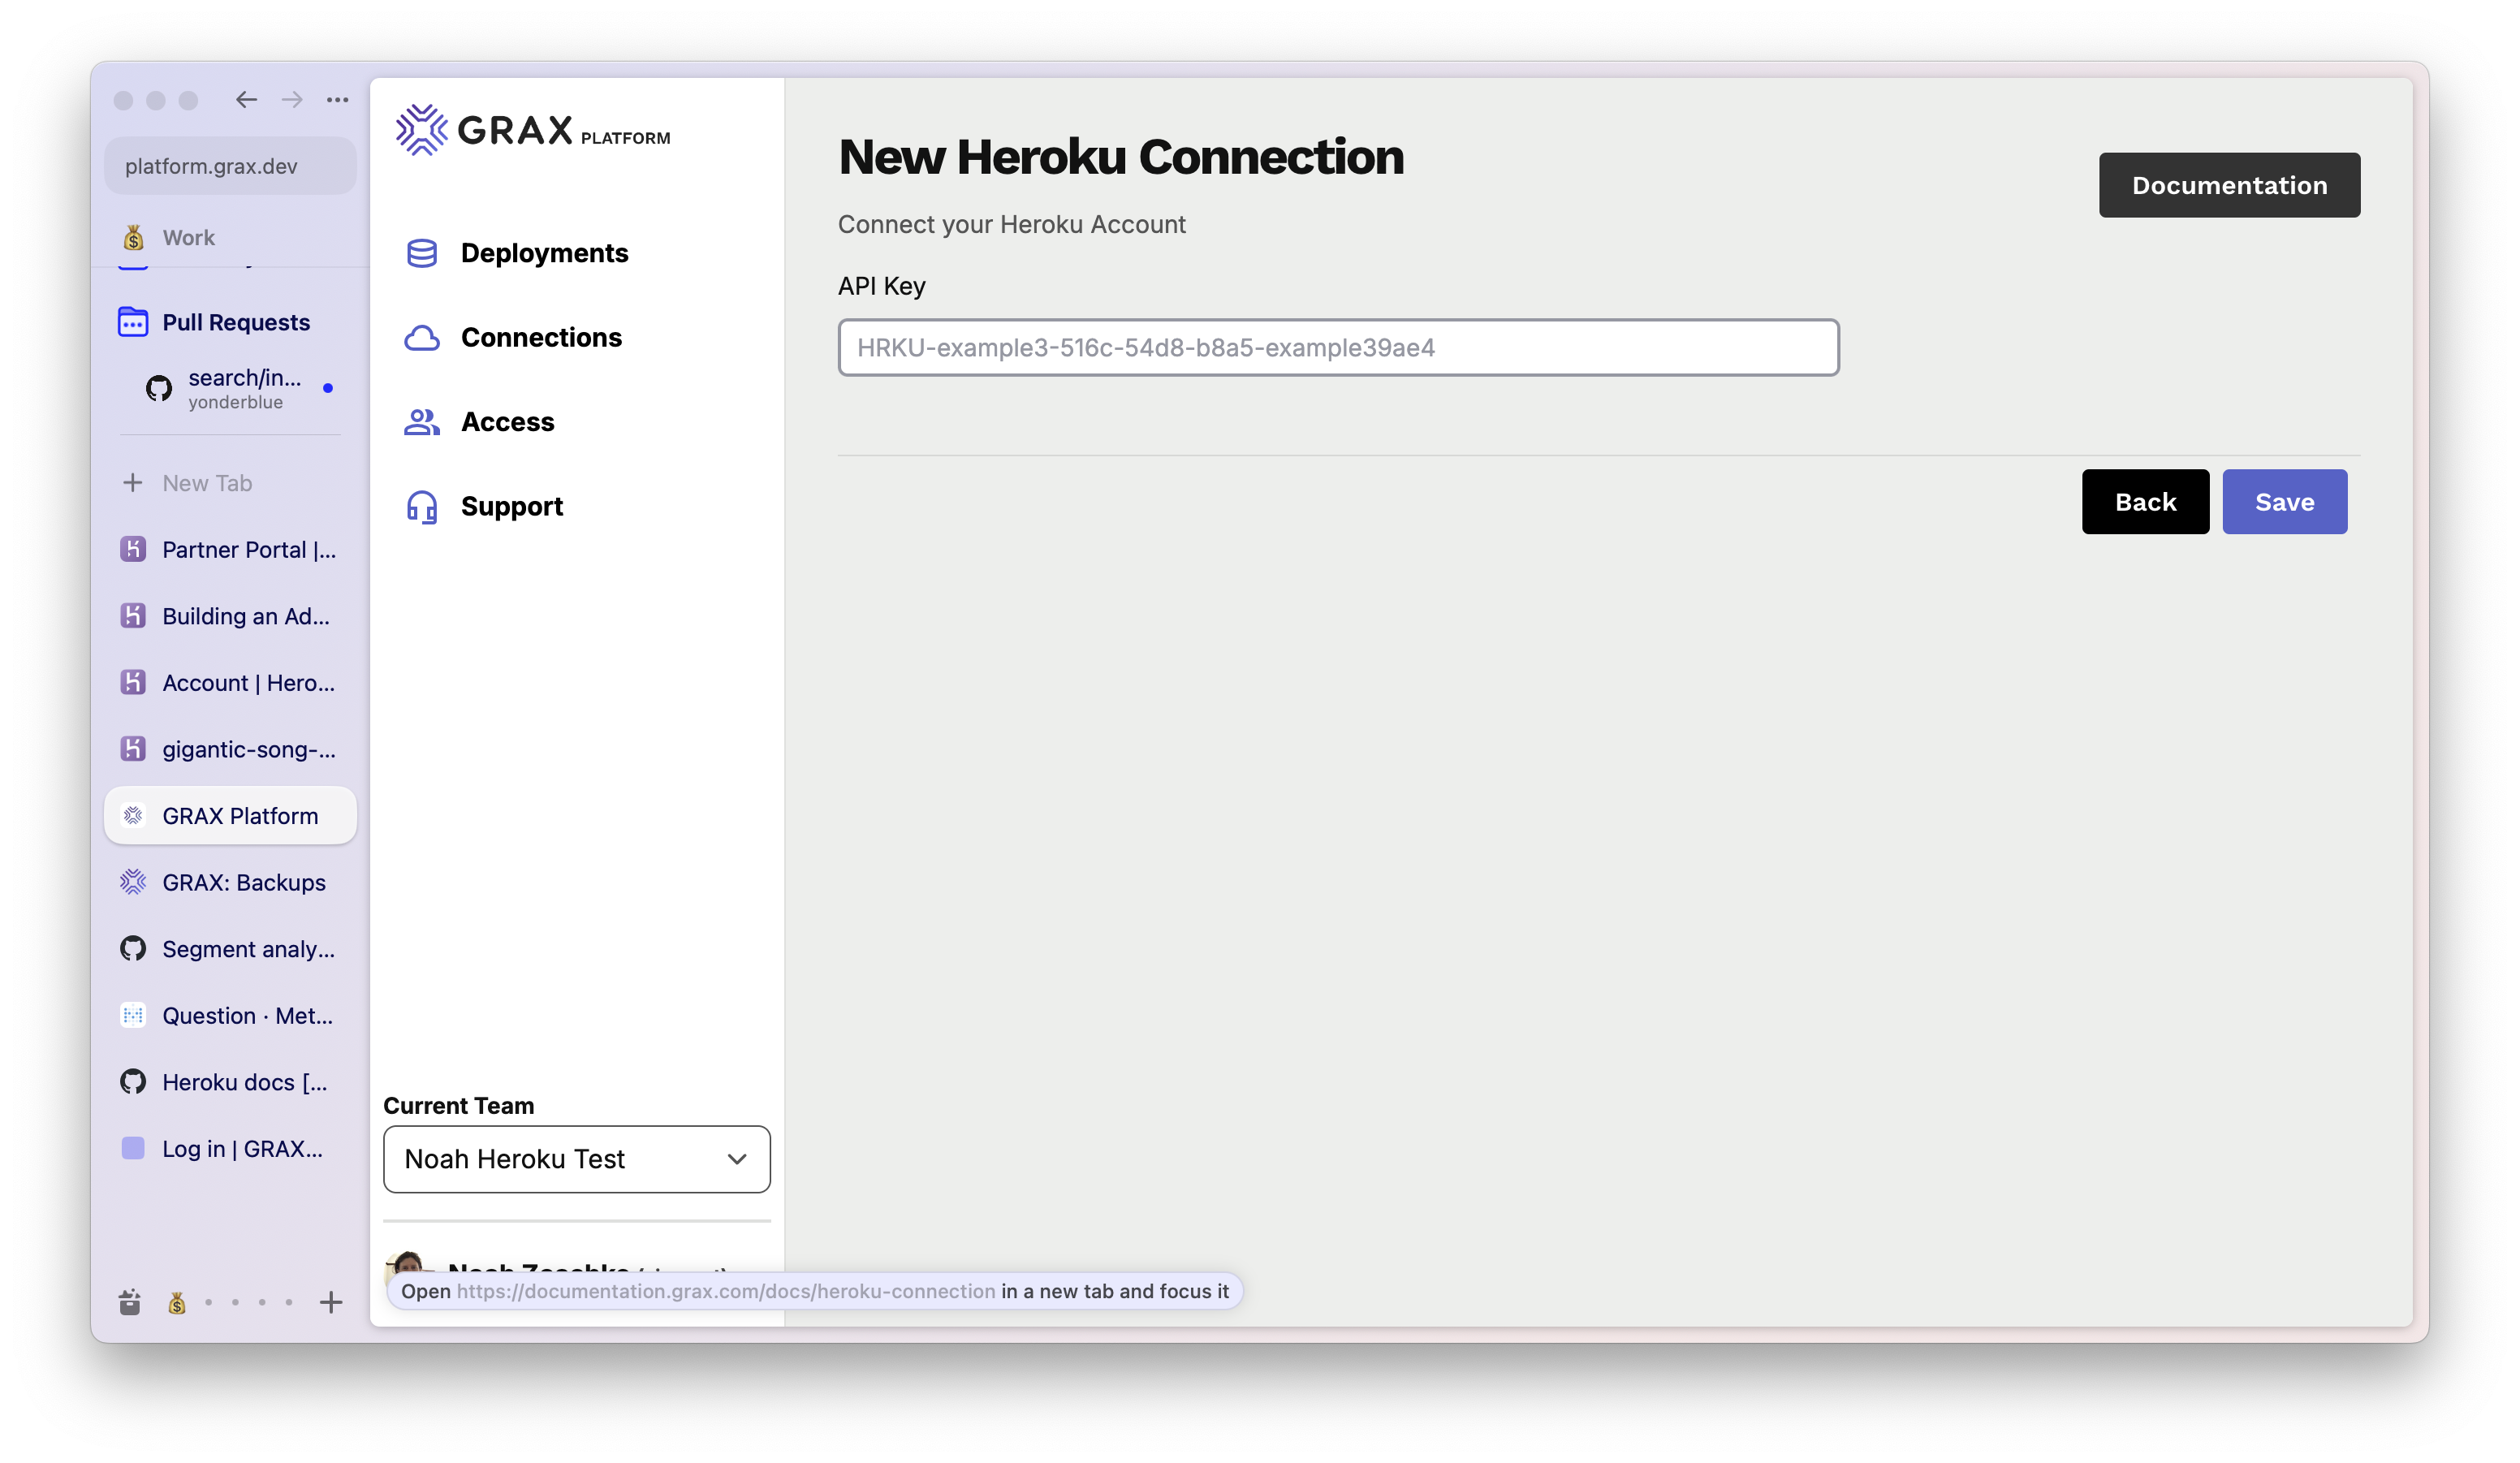 platform.grax.dev
Work
Pull Requests
search/in...
yonderblue
New Tab
Partner Portal |...
Building an Ad...
Account | Hero...
gigantic-song-...
GRAX Platform
GRAX: Backups
Segment analy...
Question · Met...
Heroku docs [...
Log in | GRAX...
GRAX PLATFORM
Deployments
Connections
Access
Support
Current Team
Noah Heroku Test
Open https://documentation.grax.com/docs/heroku-connection in a new tab and focus it
New Heroku Connection
Documentation
Connect your Heroku Account
API Key
HRKU-example3-516c-54d8-b8a5-example39ae4
Back
Save